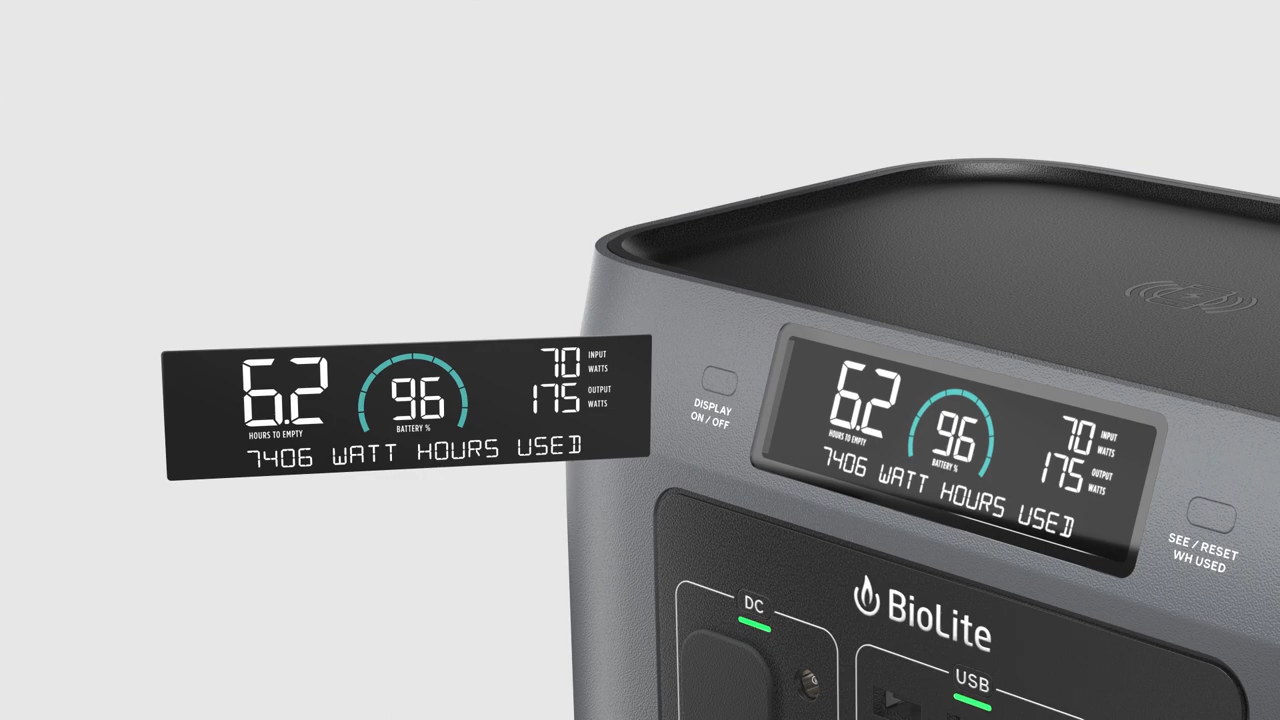 6.2
HOURS TO EMPTY
96
BATTERY %
70 INPUT WATTS
175 OUTPUT WATTS
7406 WATT HOURS USED
DISPLAY
ON / OFF
6.2
HOURS TO EMPTY
96
BATTERY %
70 INPUT WATTS
175 OUTPUT WATTS
7406 WATT HOURS USED
SEE / RESET
WH USED
BioLite
DC
USB